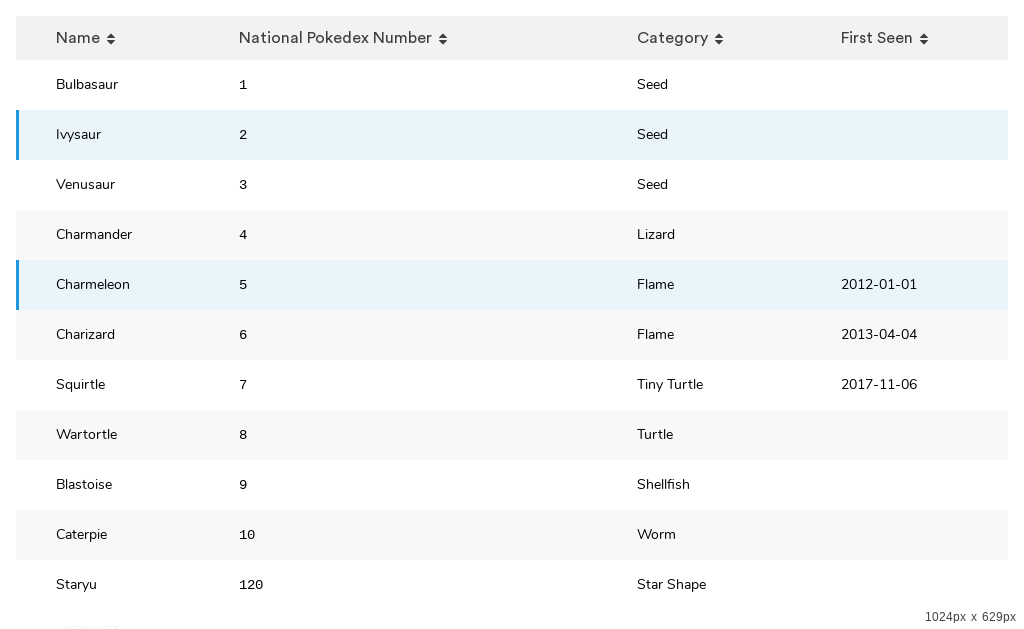 Name National Pokedex Number Category First Seen
Bulbasaur 1 Seed
Ivysaur 2 Seed
Venusaur 3 Seed
Charmander 4 Lizard
Charmeleon 5 Flame 2012-01-01
Charizard 6 Flame 2013-04-04
Squirtle 7 Tiny Turtle 2017-11-06
Wartortle 8 Turtle
Blastoise 9 Shellfish
Caterpie 10 Worm
Staryu 120 Star Shape
1024px x 629px